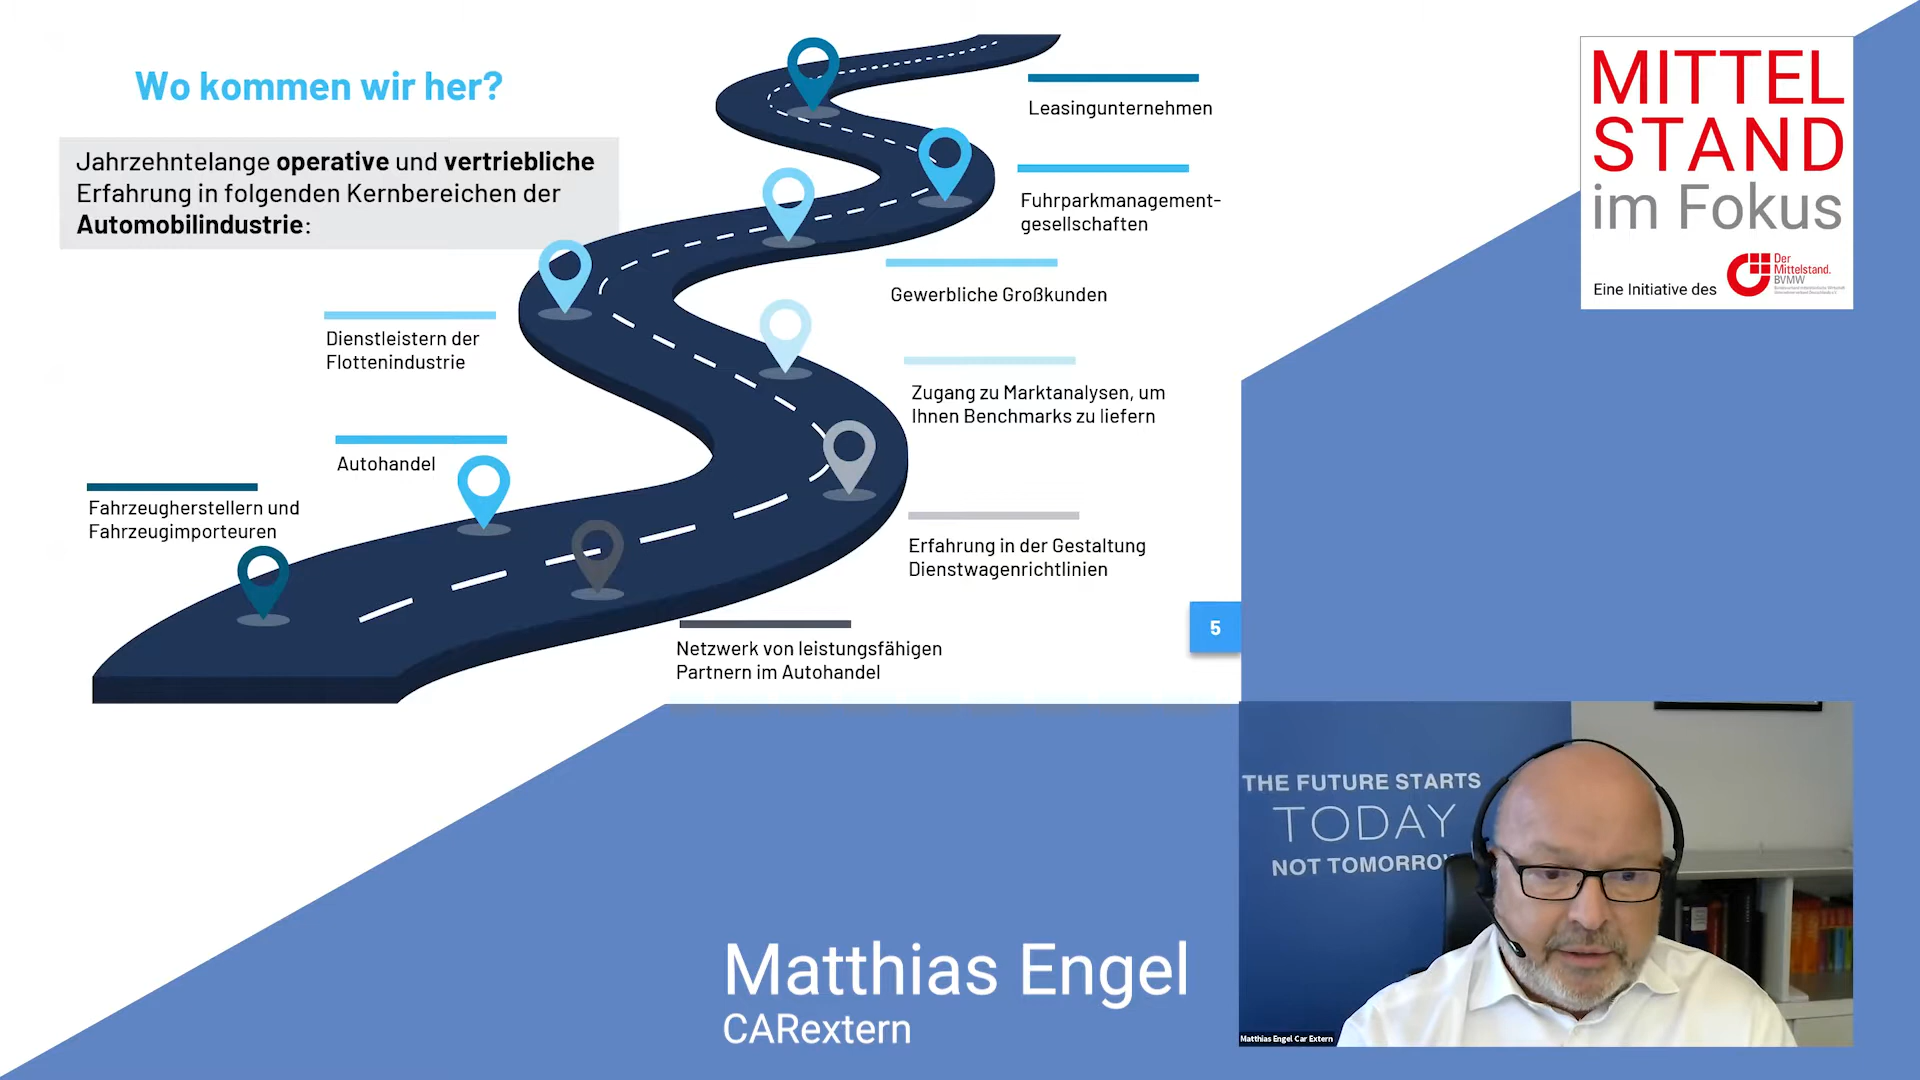 Wo kommen wir her?
Jahrzehntelange operative und vertriebliche
Erfahrung in folgenden Kernbereichen der
Automobilindustrie:
Leasingunternehmen
Fuhrparkmanagement-
gesellschaften
Gewerbliche Großkunden
Dienstleistern der
Flottenindustrie
Zugang zu Marktanalysen, um
Ihnen Benchmarks zu liefern
Autohandel
Fahrzeugherstellern und
Fahrzeugimporteuren
Erfahrung in der Gestaltung
Dienstwagenrichtlinien
Netzwerk von leistungsfähigen
Partnern im Autohandel
5
MITTEL
STAND
im Fokus
Eine Initiative des
Der
Mittelstand.
BVMW
THE FUTURE STARTS
TODAY
NOT TOMORRO
Matthias Engel Car Extern
Matthias Engel
CARextern